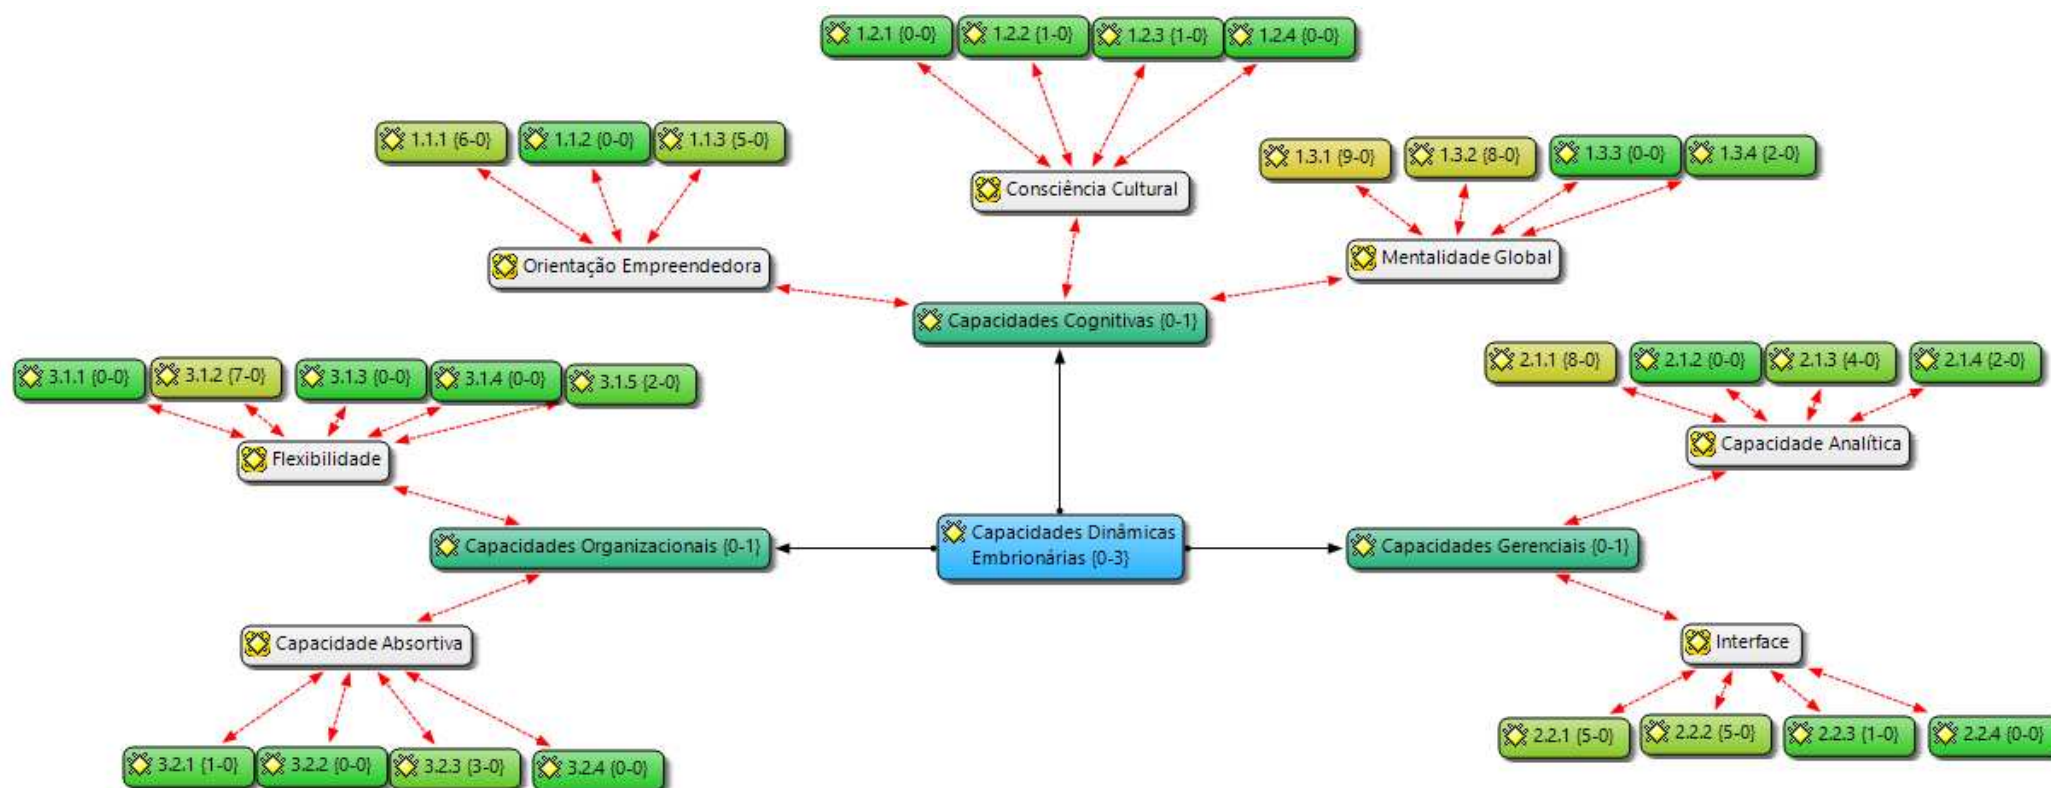 1.2.1 {0-0}
1.2.2 {1-0}
1.2.3 {1-0}
1.2.4 {0-0}
1.1.1 {6-0}
1.1.2 {0-0}
1.1.3 {5-0}
1.3.1 {9-0}
1.3.2 {8-0}
1.3.3 {0-0}
1.3.4 {2-0}
Consciência Cultural
Orientação Empreendedora
Mentalidade Global
Capacidades Cognitivas {0-1}
3.1.1 {0-0}
3.1.2 {7-0}
3.1.3 {0-0}
3.1.4 {0-0}
3.1.5 {2-0}
2.1.1 {8-0}
2.1.2 {0-0}
2.1.3 {4-0}
2.1.4 {2-0}
Flexibilidade
Capacidade Analítica
Capacidades Organizacionais {0-1}
Capacidades Dinâmicas
Embrionárias {0-3}
Capacidades Gerenciais {0-1}
Capacidade Absortiva
Interface
3.2.1 {1-0}
3.2.2 {0-0}
3.2.3 {3-0}
3.2.4 {0-0}
2.2.1 {5-0}
2.2.2 {5-0}
2.2.3 {1-0}
2.2.4 {0-0}